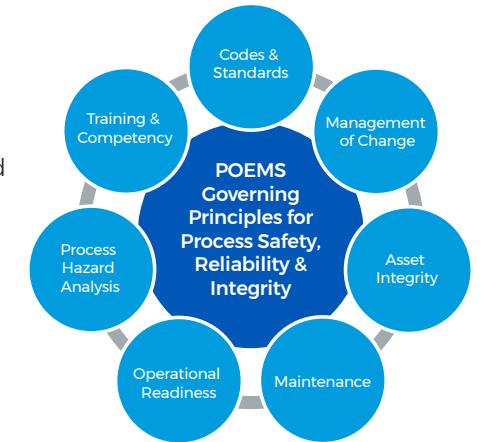 Codes &
Standards
Management
of Change
Asset
Integrity
Maintenance
Operational
Readiness
Process
Hazard
Analysis
Training &
Competency
POEMS
Governing
Principles for
Process Safety,
Reliability &
Integrity
d